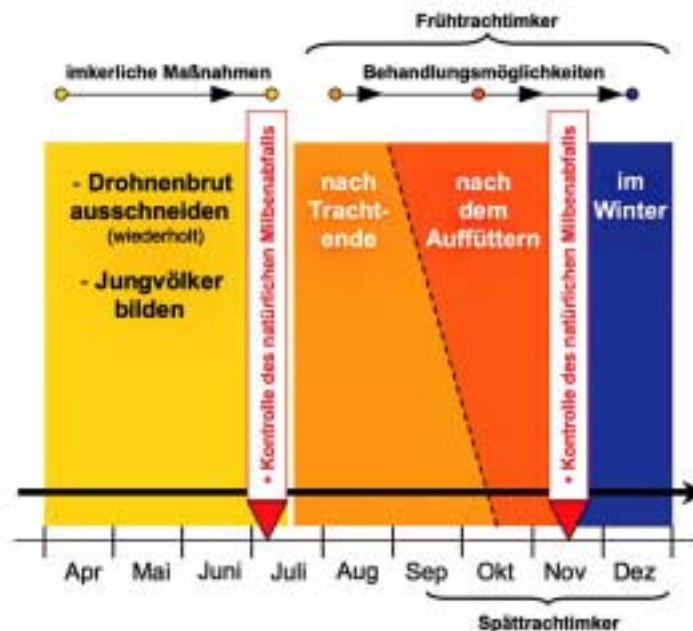 Frühtrachtimker
imkerliche Maßnahmen
Behandlungsmöglichkeiten
- Drohnenbrut
ausschneiden
(wiederholt)
- Jungvölker
bilden
+ Kontrolle des natürlichen Milbenabfalls
nach
Tracht-
ende
nach
dem
Auffüttern
+ Kontrolle des natürlichen Milbenabfalls
im
Winter
Apr Mai Juni Juli Aug Sep Okt Nov Dez
Spättrachtimker